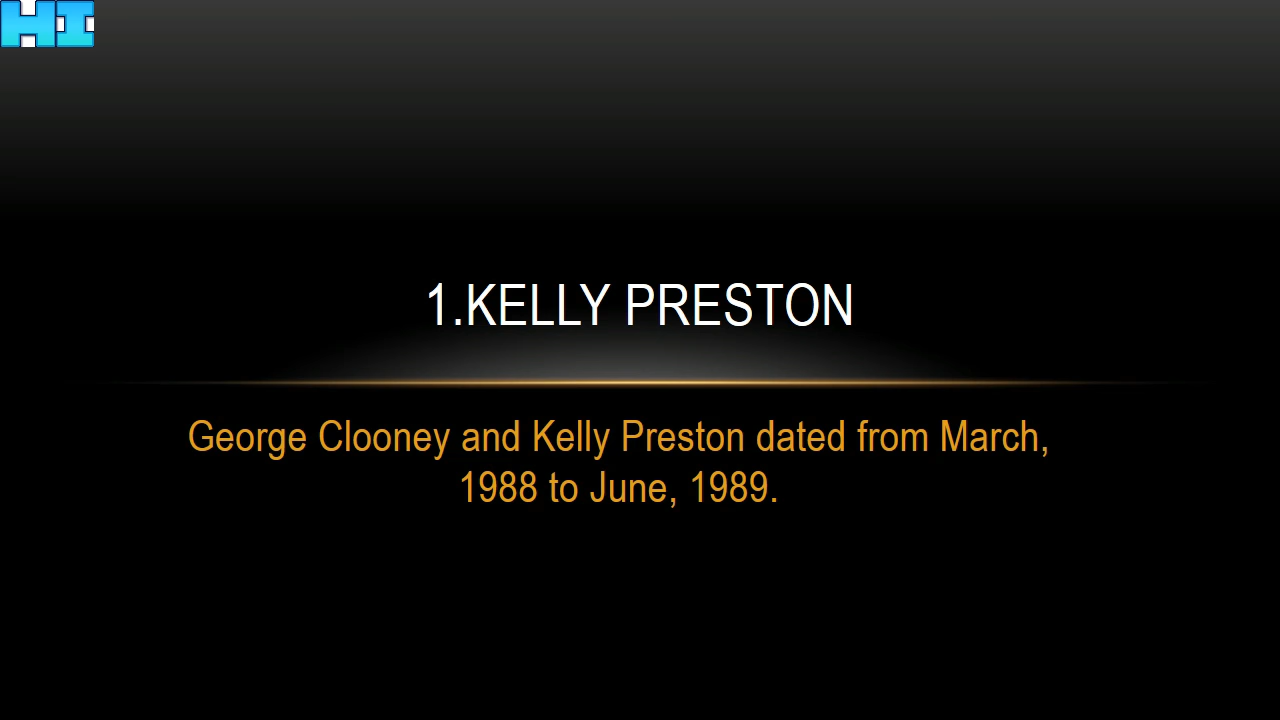 HI
1.KELLY PRESTON
George Clooney and Kelly Preston dated from March,
1988 to June, 1989.